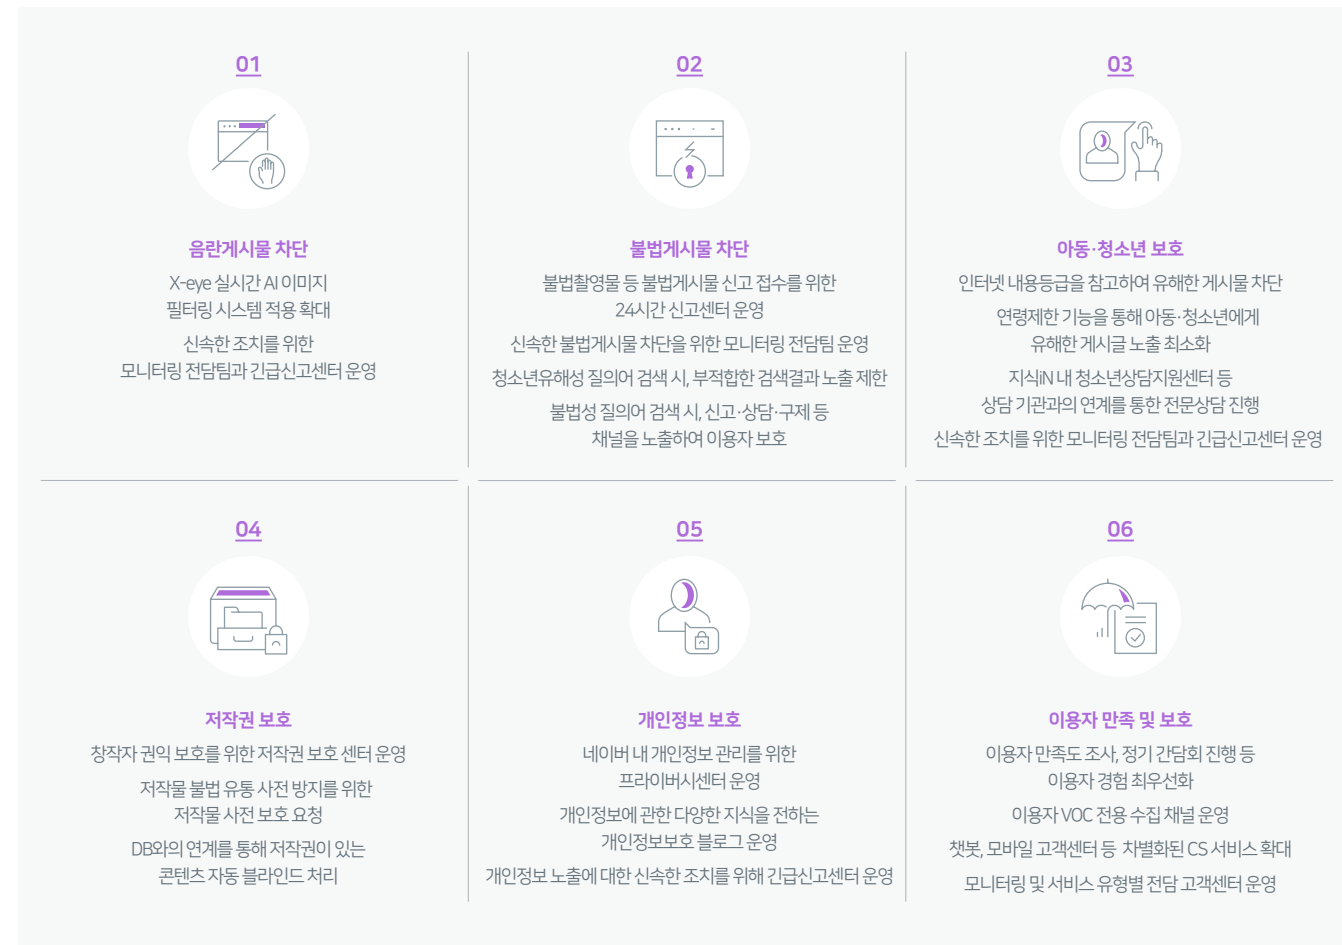 01
음란게시물 차단
X-eye 실시간 AI 이미지
필터링 시스템 적용 확대
신속한 조치를 위한
모니터링 전담팀과 긴급신고센터 운영
02
불법게시물 차단
불법촬영물 등 불법게시물 신고 접수를 위한
24시간 신고센터 운영
신속한 불법게시물 차단을 위한 모니터링 전담팀 운영
청소년유해성 질의어 검색 시, 부적합한 검색결과 노출 제한
불법성 질의어 검색 시, 신고·상담·구제 등
채널을 노출하여 이용자 보호
03
아동·청소년 보호
인터넷 내용등급을 참고하여 유해한 게시물 차단
연령제한 기능을 통해 아동·청소년에게
유해한 게시글 노출 최소화
지식iN 내 청소년상담지원센터 등
상담 기관과의 연계를 통한 전문상담 진행
신속한 조치를 위한 모니터링 전담팀과 긴급신고센터 운영
04
저작권 보호
창작자 권익 보호를 위한 저작권 보호 센터 운영
저작물 불법 유통 사전 방지를 위한
저작물 사전 보호 요청
DB와의 연계를 통해 저작권이 있는
콘텐츠 자동 블라인드 처리
05
개인정보 보호
네이버 내 개인정보 관리를 위한
프라이버시센터 운영
개인정보에 관한 다양한 지식을 전하는
개인정보보호 블로그 운영
개인정보 노출에 대한 신속한 조치를 위해 긴급신고센터 운영
06
이용자 만족 및 보호
이용자 만족도 조사, 정기 간담회 진행 등
이용자 경험 최우선화
이용자 VOC 전용 수집 채널 운영
챗봇, 모바일 고객센터 등 차별화된 CS 서비스 확대
모니터링 및 서비스 유형별 전담 고객센터 운영